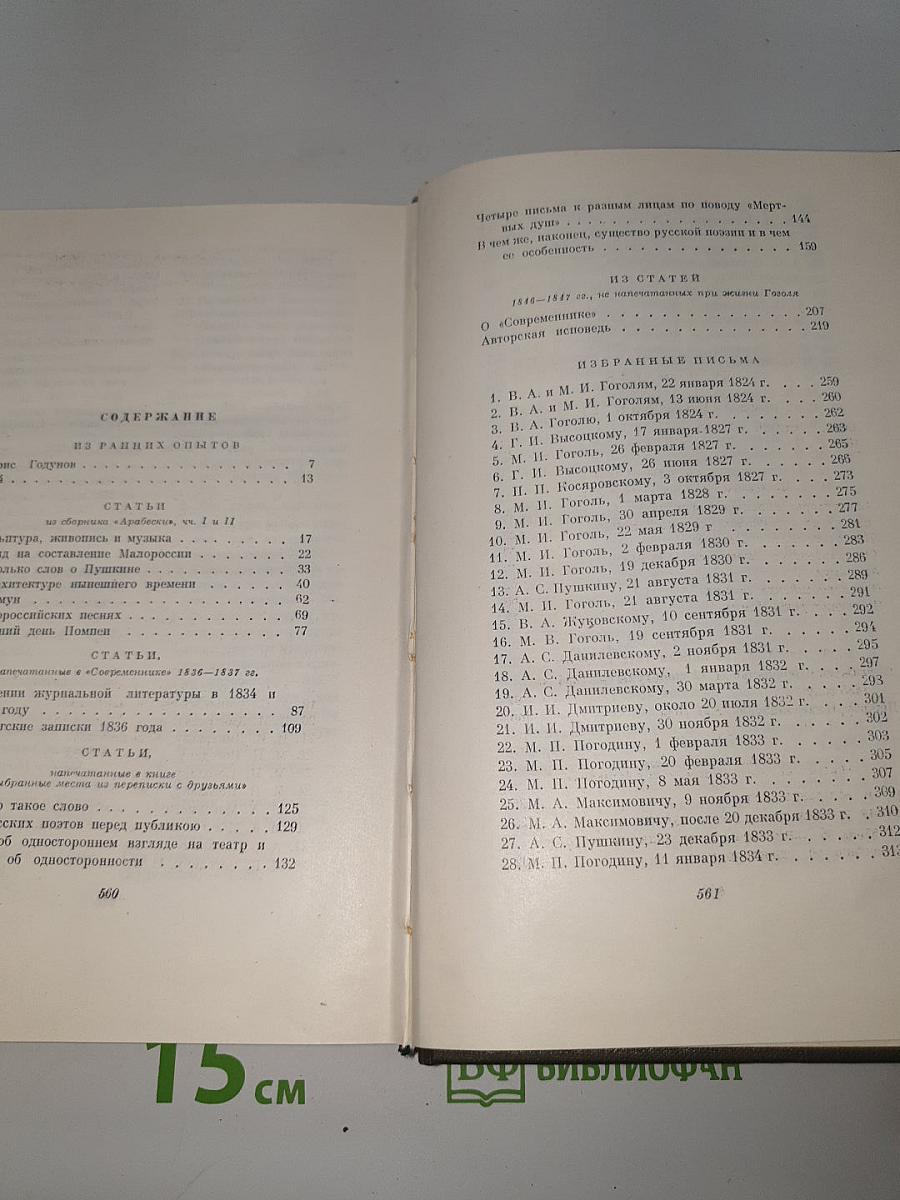 СОДЕРЖАНИЕ
ИЗ РАННИХ ОПЫТОВ
рис Годунов . . . . . . . . . . . . . . . . . 7
й . . . . . . . . . . . . . . . . . . . . . . 13
СТАТЬИ
из сборника «Арабески», чч. I и II
ьптура, живопись и музыка . . . . . . . . . 17
яд на составление Малороссии . . . . . . . . 22
олько слов о Пушкине . . . . . . . . . . . . 33
рхитектуре нынешнего времени . . . . . . . 40
мун . . . . . . . . . . . . . . . . . . . . . 62
ороссийских песнях . . . . . . . . . . . . . 69
ний день Помпеи . . . . . . . . . . . . . . 77
СТАТЬИ,
апечатанные в «Современнике» 1836—1837 гг.
ении журнальной литературы в 1834 и
году . . . . . . . . . . . . . . . . . . . 87
гские записки 1836 года . . . . . . . . 109
СТАТЬИ,
напечатанные в книге
ыбранные места из переписки с друзьями»
о такое слово . . . . . . . . . . . . . . 125
сских поэтов перед публикою . . . . . 129
об одностороннем взгляде на театр и
об односторонности . . . . . . . . 132
560
Четыре письма к разным лицам по поводу «Мерт-
вых душ» . . . . . . . . . . . . . . . . . . 144
В чем же, наконец, существо русской поэзии и в чем
ее особенность . . . . . . . . . . . . . . . 159
ИЗ СТАТЕЙ
1846—1847 гг., не напечатанных при жизни Гоголя
О «Современнике» . . . . . . . . . . . . . . . 207
Авторская исповедь . . . . . . . . . . . . . . 219
ИЗБРАННЫЕ ПИСЬМА
1. В. А. и М. И. Гоголям, 22 января 1824 г. . . . 259
2. В. А. и М. И. Гоголям, 13 июня 1824 г. . . . . 260
3. В. А. Гоголю, 1 октября 1824 г. . . . . . . . 262
4. Г. И. Высоцкому, 17 января 1827 г. . . . . . 263
5. М. И. Гоголь, 26 февраля 1827 г. . . . . . . 265
6. Г. И. Высоцкому, 26 июня 1827 г. . . . . . 266
7. П. П. Косяровскому, 3 октября 1827 г. . . . . 273
8. М. И. Гоголь, 1 марта 1828 г. . . . . . . . 275
9. М. И. Гоголь, 30 апреля 1829 г. . . . . . . 277
10. М. И. Гоголь, 22 мая 1829 г . . . . . . . . 281
11. М. И. Гоголь, 2 февраля 1830 г. . . . . . . 283
12. М. И. Гоголь, 19 декабря 1830 г. . . . . . . 286
13. А. С. Пушкину, 21 августа 1831 г. . . . . . . 289
14. М. И. Гоголь, 21 августа 1831 г. . . . . . . 291
15. В. А. Жуковскому, 10 сентября 1831 г. . . . . 292
16. М. В. Гоголь, 19 сентября 1831 г. . . . . . 294
17. А. С. Данилевскому, 2 ноября 1831 г. . . . . 295
18. А. С. Данилевскому, 1 января 1832 г. . . . 297
19. А. С. Данилевскому, 30 марта 1832 г. . . . . 293
20. И. И. Дмитриеву, около 20 июля 1832 г. . . . . 301
21. И. И. Дмитриеву, 30 ноября 1832 г. . . . . . 302
22. М. П. Погодину, 1 февраля 1833 г. . . . . . 303
23. М. П. Погодину, 20 февраля 1833 г. . . . . . 305
24. М. П. Погодину, 8 мая 1833 г. . . . . . . . 307
25. М. А. Максимовичу, 9 ноября 1833 г. . . . . 309
26. М. А. Максимовичу, после 20 декабря 1833 г. . 310
27. А. С. Пушкину, 23 декабря 1833 г. . . . . . 312
28. М. П. Погодину, 11 января 1834 г. . . . . . . 313
561
15 см
БФ БИБЛИОФАН